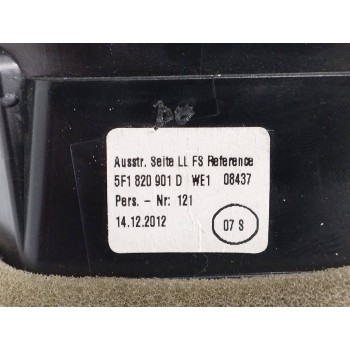 Ausstr. Seite LL FS Reference
5F1 820 901 D WE1 08437
Pers. - Nr: 121
14.12.2012
07 S